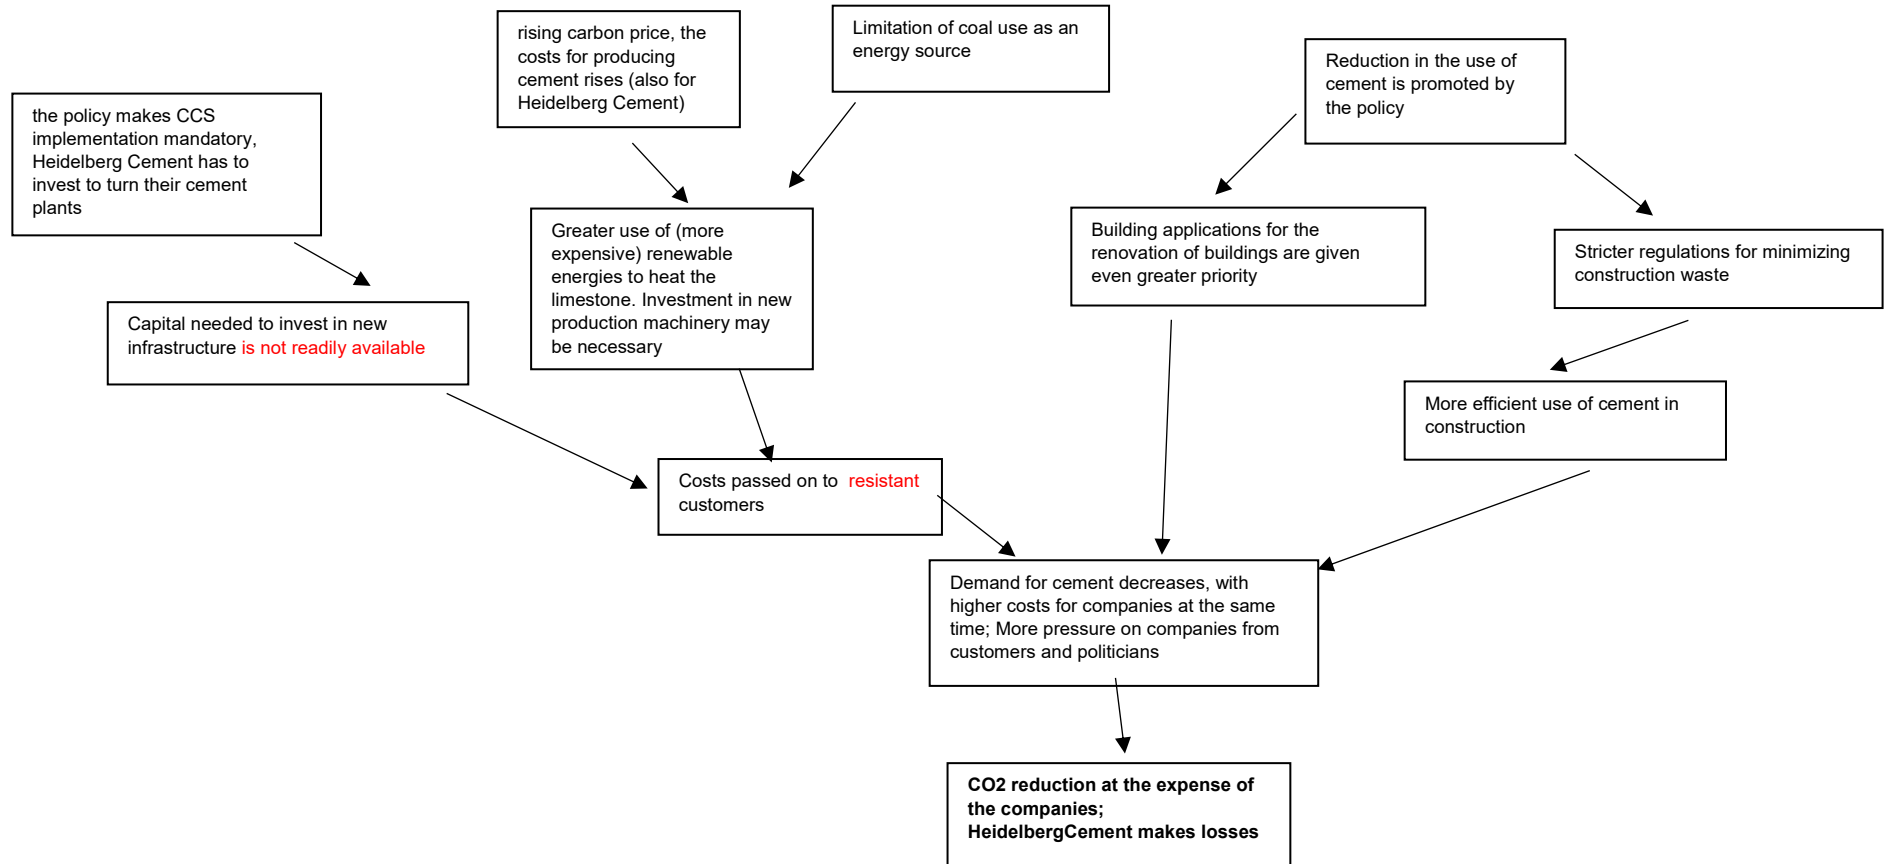 rising carbon price, the
costs for producing
cement rises (also for
Heidelberg Cement)
Limitation of coal use as an
energy source
Reduction in the use of
cement is promoted by
the policy
the policy makes CCS
implementation mandatory,
Heidelberg Cement has to
invest to turn their cement
plants
Greater use of (more
expensive) renewable
energies to heat the
limestone. Investment in new
production machinery may
be necessary
Building applications for the
renovation of buildings are given
even greater priority
Stricter regulations for minimizing
construction waste
Capital needed to invest in new
infrastructure is not readily available
More efficient use of cement in
construction
Costs passed on to resistant
customers
Demand for cement decreases, with
higher costs for companies at the same
time; More pressure on companies from
customers and politicians
CO2 reduction at the expense of
the companies;
HeidelbergCement makes losses